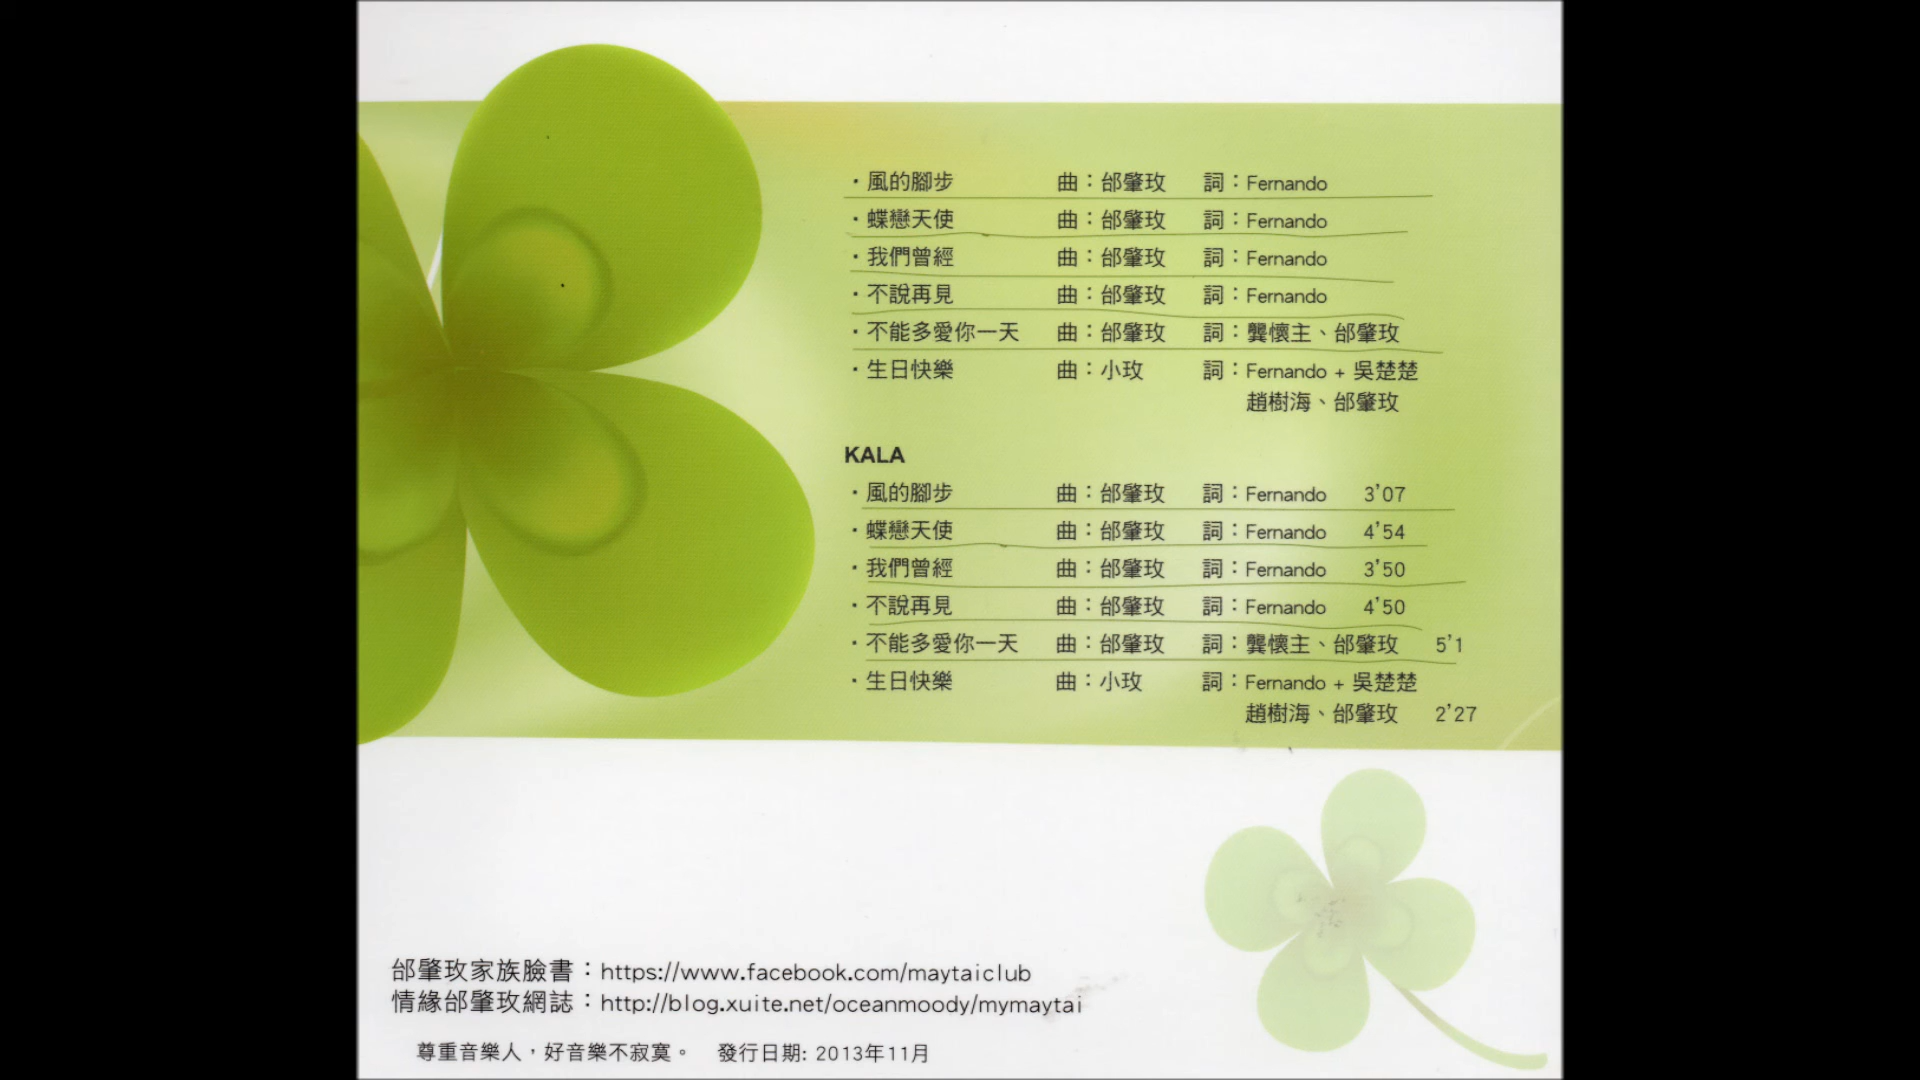 ・風的腳步 曲：邰肇玫 詞：Fernando
・蝶戀天使 曲：邰肇玫 詞：Fernando
・我們曾經 曲：邰肇玫 詞：Fernando
・不說再見 曲：邰肇玫 詞：Fernando
・不能多愛你一天 曲：邰肇玫 詞：龔懷主、邰肇玫
・生日快樂 曲：小玫 詞：Fernando + 吳楚楚
趙樹海、邰肇玫
KALA
・風的腳步 曲：邰肇玫 詞：Fernando 3’07
・蝶戀天使 曲：邰肇玫 詞：Fernando 4’54
・我們曾經 曲：邰肇玫 詞：Fernando 3’50
・不說再見 曲：邰肇玫 詞：Fernando 4’50
・不能多愛你一天 曲：邰肇玫 詞：龔懷主、邰肇玫 5’1
・生日快樂 曲：小玫 詞：Fernando + 吳楚楚
趙樹海、邰肇玫 2’27
邰肇玫家族臉書：https://www.facebook.com/maytaiclub
情緣邰肇玫網誌：http://blog.xuite.net/oceanmoody/mymaytai
尊重音樂人，好音樂不寂寞。 發行日期: 2013年11月